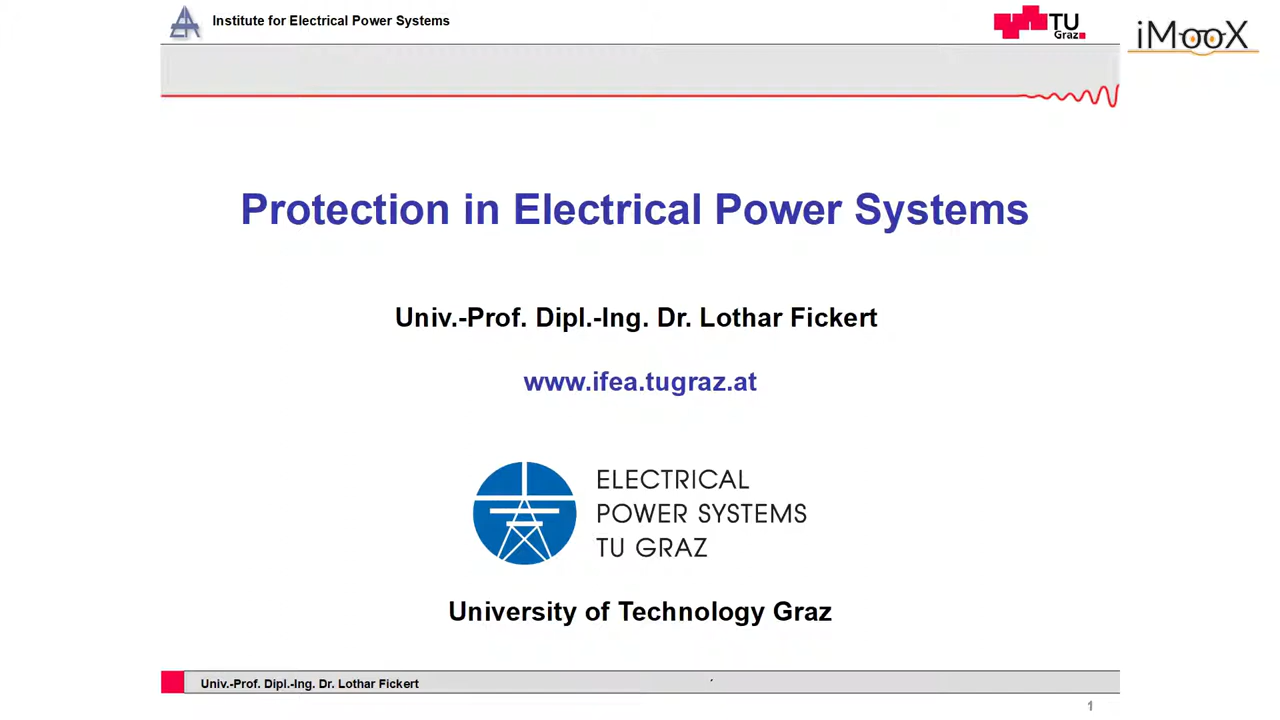 Institute for Electrical Power Systems
TU
Graz
iMooX
Protection in Electrical Power Systems
Univ.-Prof. Dipl.-Ing. Dr. Lothar Fickert
www.ifea.tugraz.at
ELECTRICAL
POWER SYSTEMS
TU GRAZ
University of Technology Graz
Univ.-Prof. Dipl.-Ing. Dr. Lothar Fickert
1